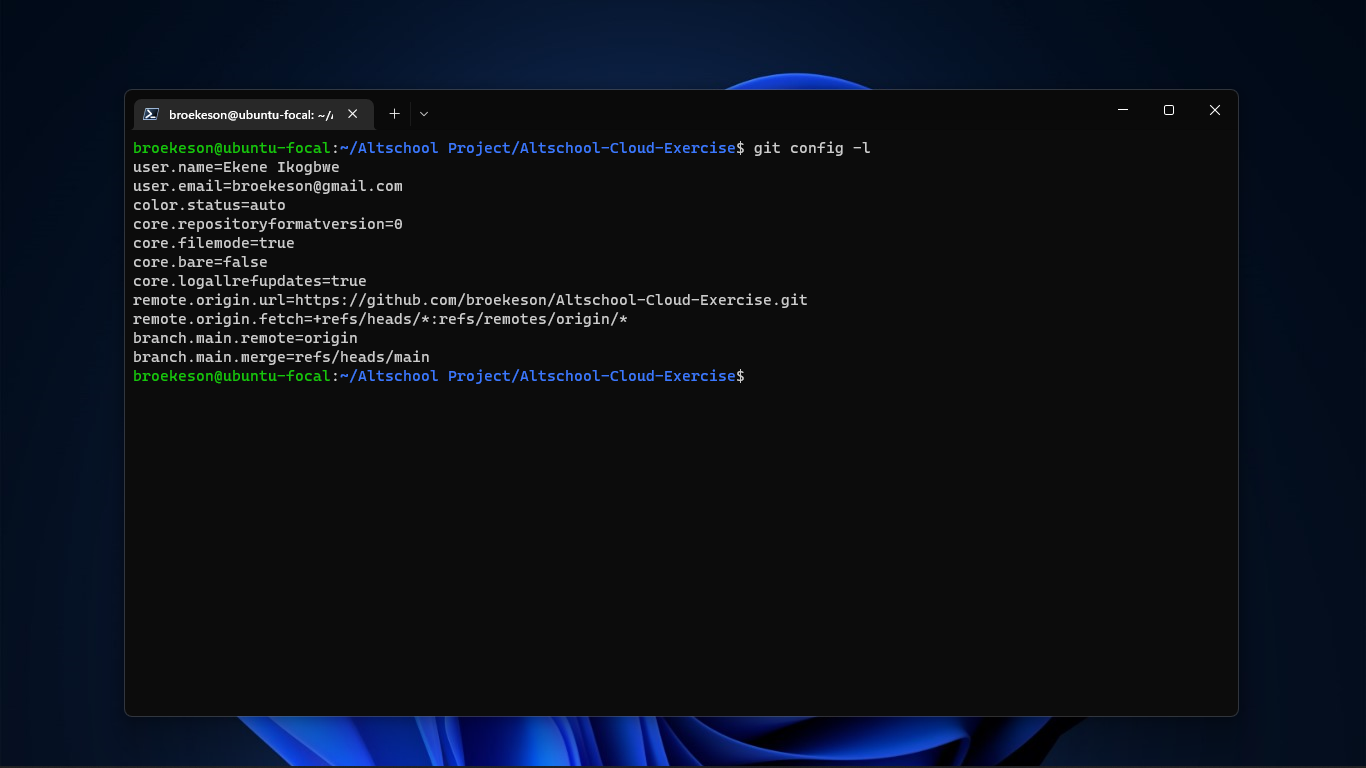 broekeson@ubuntu-focal: ~/
broekeson@ubuntu-focal:~/Altschool Project/Altschool-Cloud-Exercise$ git config -l
user.name=Ekene Ikogbwe
user.email=broekeson@gmail.com
color.status=auto
core.repositoryformatversion=0
core.filemode=true
core.bare=false
core.logallrefupdates=true
remote.origin.url=https://github.com/broekeson/Altschool-Cloud-Exercise.git
remote.origin.fetch=+refs/heads/*:refs/remotes/origin/*
branch.main.remote=origin
branch.main.merge=refs/heads/main
broekeson@ubuntu-focal:~/Altschool Project/Altschool-Cloud-Exercise$